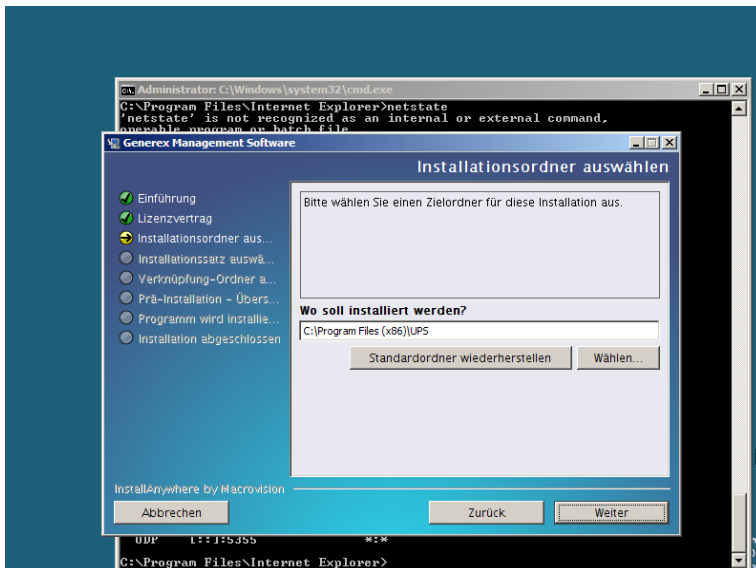 Administrator: C:\Windows\system32\cmd.exe
C:\Program Files\Internet Explorer>netstate
'netstate' is not recognized as an internal or external command,
operable program or batch file.
Generex Management Software
Installationsordner auswählen
Einführung
Lizenzvertrag
Installationsordner aus...
Installationssatz auswä...
Verknüpfung-Ordner a...
Prä-Installation - Übers...
Programm wird installie...
Installation abgeschlossen
Bitte wählen Sie einen Zielordner für diese Installation aus.
Wo soll installiert werden?
C:\Program Files (x86)\UPS
Standardordner wiederherstellen
Wählen...
InstallAnywhere by Macrovision
Abbrechen
Zurück
Weiter
UDP [::]:5355 *:*
C:\Program Files\Internet Explorer>